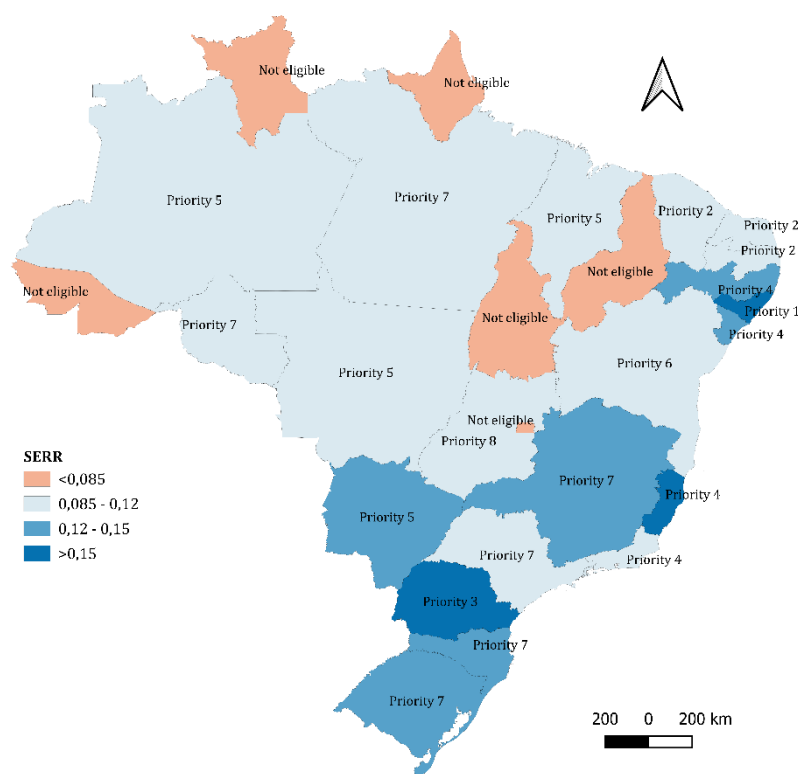 Not eligible
Not eligible
Priority 5
Priority 7
Priority 5
Priority 2
Priority 2
Priority 2
Not eligible
Not eligible
Priority 4
Priority 1
Priority 4
Not eligible
Priority 7
Priority 5
Priority 6
Not eligible
Priority 8
Priority 7
Priority 4
Priority 5
Priority 7
Priority 4
Priority 3
Priority 7
Priority 7
SERR
<0,085
0,085 - 0,12
0,12 - 0,15
>0,15
200 0 200 km